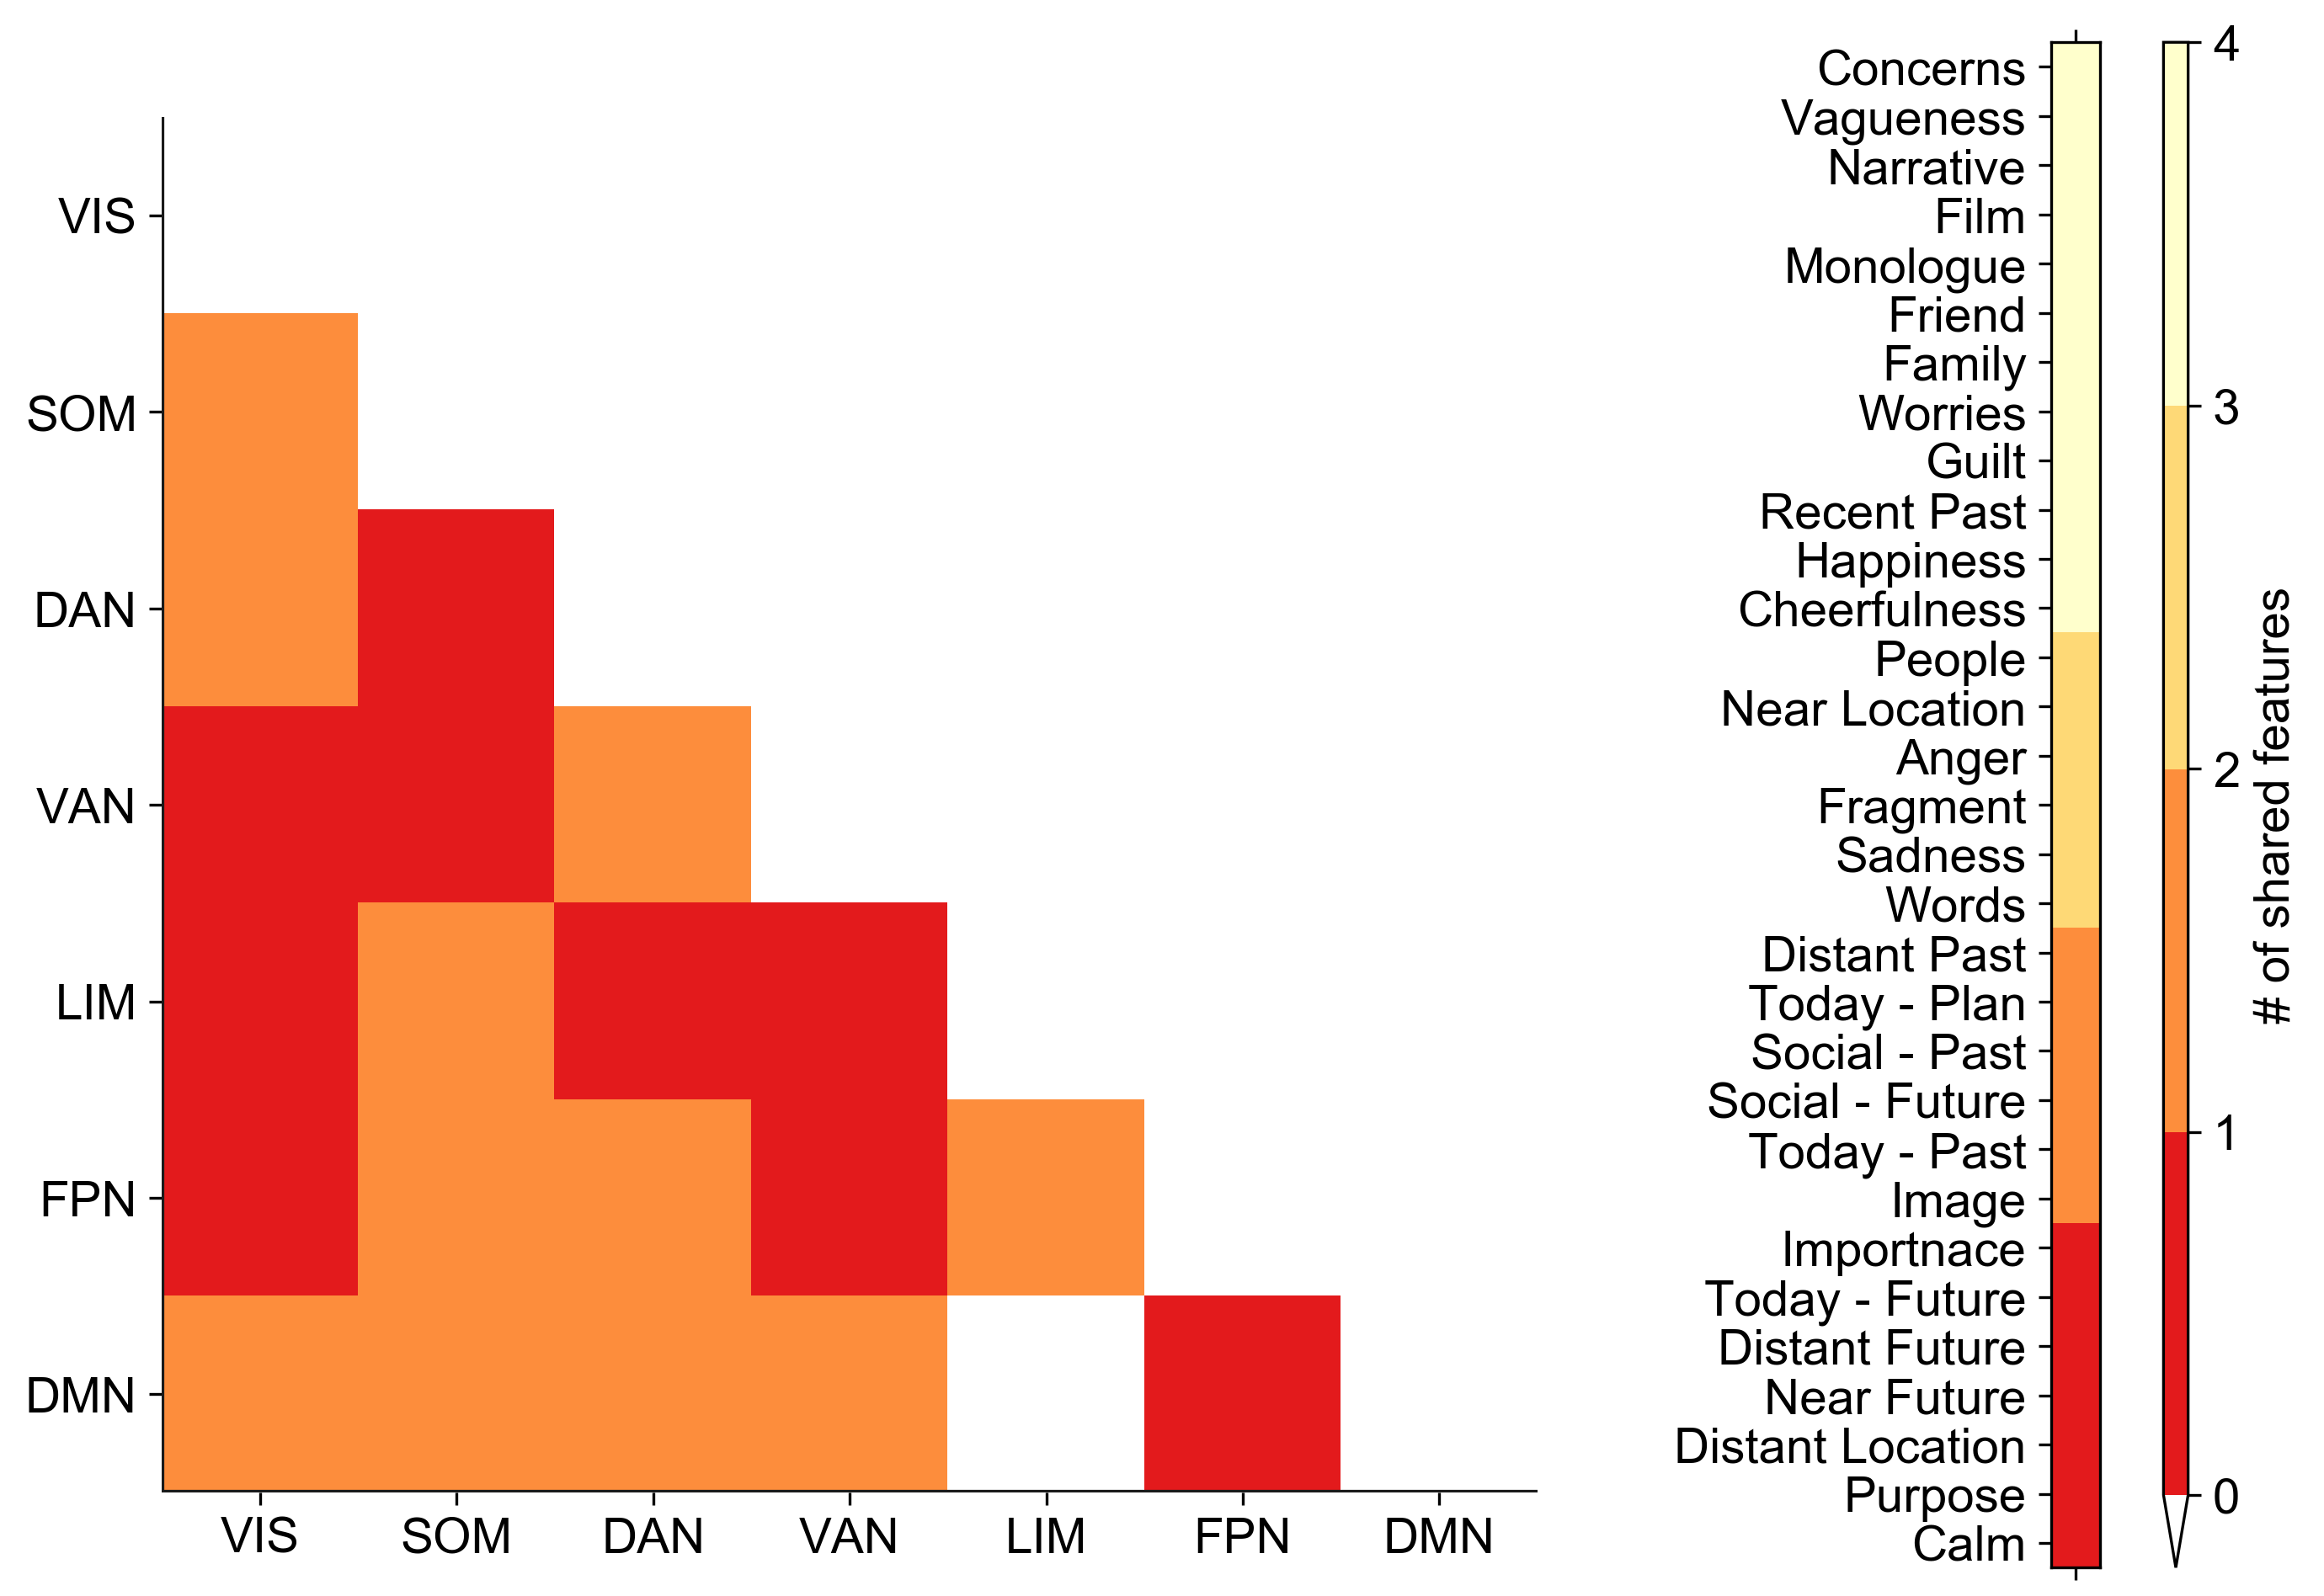 VIS
SOM
DAN
VAN
LIM
FPN
DMN
VIS SOM DAN VAN LIM FPN DMN
Concerns
Vagueness
Narrative
Film
Monologue
Friend
Family
Worries
Guilt
Recent Past
Happiness
Cheerfulness
People
Near Location
Anger
Fragment
Sadness
Words
Distant Past
Today - Plan
Social - Past
Social - Future
Today - Past
Image
Importnace
Today - Future
Distant Future
Near Future
Distant Location
Purpose
Calm
4
3
2
1
0
# of shared features